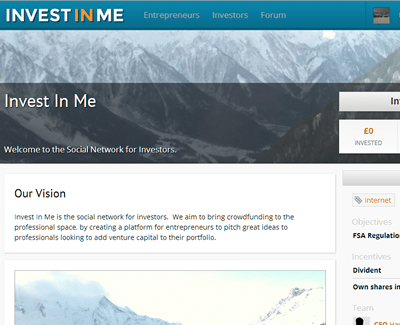 INVEST IN ME
Entrepreneurs Investors Forum
Invest In Me
Welcome to the Social Network for Investors.
£0
INVESTED
Our Vision
Invest In Me is the social network for investors. We aim to bring crowdfunding to the
professional space, by creating a platform for entrepreneurs to pitch great ideas to
professionals looking to add venture capital to their portfolio.
internet
Objectives
FSA Regulatio
Incentives
Divident
Own shares in
Team